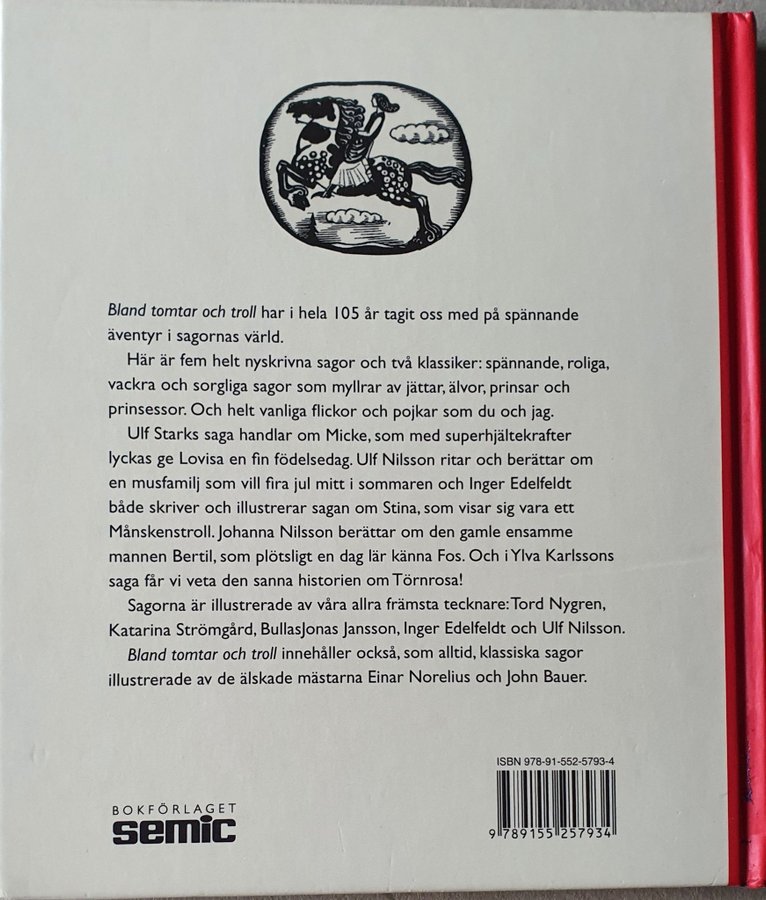 Bland tomtar och troll har i hela 105 år tagit oss med på spännande
äventyr i sagornas värld.
Här är fem helt nyskrivna sagor och två klassiker: spännande, roliga,
vackra och sorgliga sagor som myllrar av jättar, älvor, prinsar och
prinsessor. Och helt vanliga flickor och pojkar som du och jag.
Ulf Starks saga handlar om Micke, som med superhjältekrafter
lyckas ge Lovisa en fin födelsedag. Ulf Nilsson ritar och berättar om
en musfamilj som vill fira jul mitt i sommaren och Inger Edelfeldt
både skriver och illustrerar sagan om Stina, som visar sig vara ett
Månskenstroll. Johanna Nilsson berättar om den gamle ensamme
mannen Bertil, som plötsligt en dag lär känna Fos. Och i Ylva Karlssons
saga får vi veta den sanna historien om Törnrosa!
Sagorna är illustrerade av våra allra främsta tecknare: Tord Nygren,
Katarina Strömgård, BullasJonas Jansson, Inger Edelfeldt och Ulf Nilsson.
Bland tomtar och troll innehåller också, som alltid, klassiska sagor
illustrerade av de älskade mästarna Einar Norelius och John Bauer.
ISBN 978-91-552-5793-4
9 789155 257934
BOKFÖRLAGET
semic